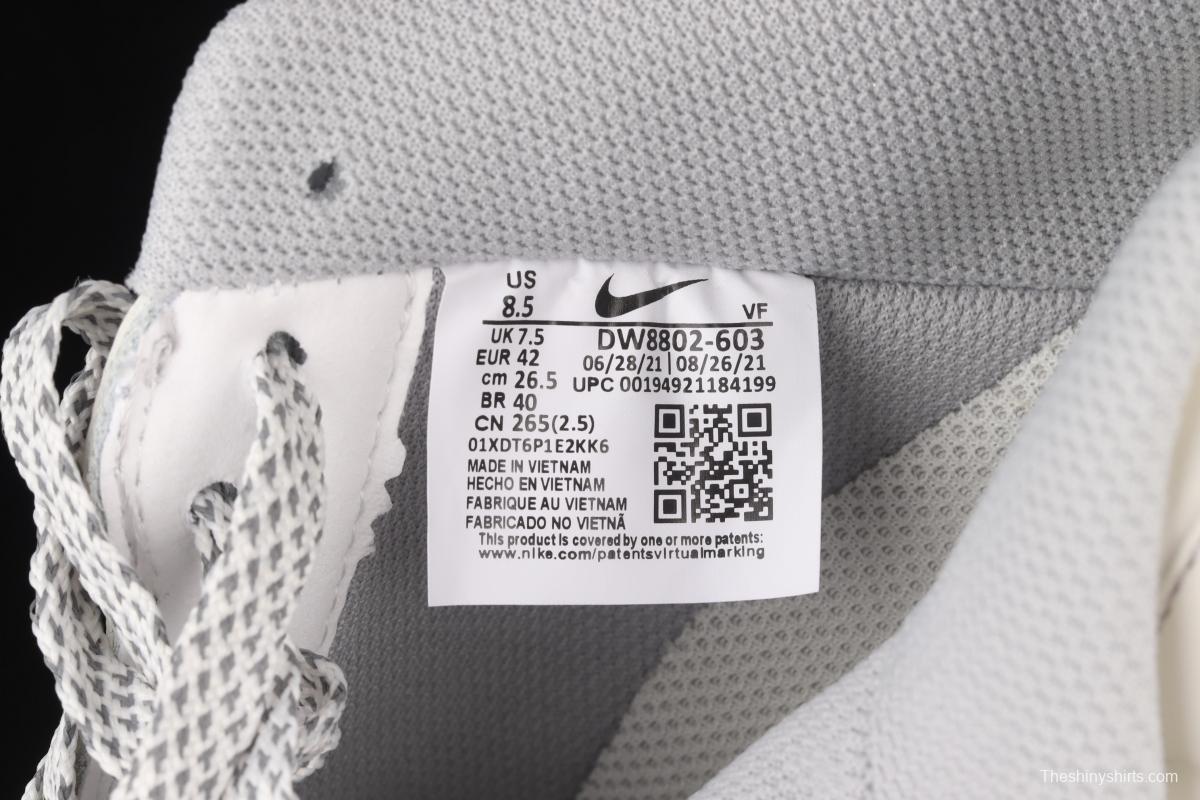 US
8.5
VF
UK 7.5
DW8802-603
EUR 42
06/28/21 | 08/26/21
cm 26.5
UPC 00194921184199
BR 40
CN 265(2.5)
01XDT6P1E2KK6
MADE IN VIETNAM
HECHO EN VIETNAM
FABRIQUE AU VIETNAM
FABRICADO NO VIETNÃ
This product is covered by one or more patents:
www.nike.com/patentsvirtualmarking
Theshinyshirts.com